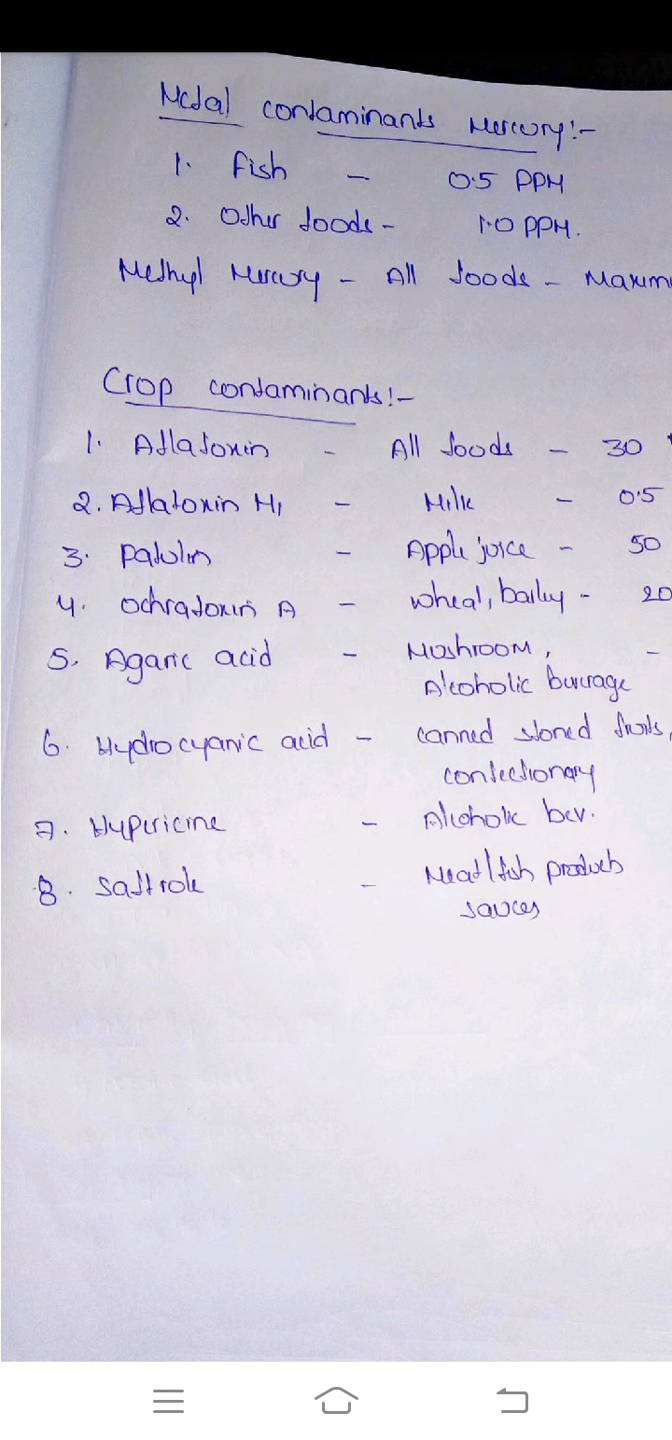 Metal contaminants Mercury:-
1. Fish - 0.5 PPM
2. Other foods - 1.0 PPM.
Methyl Mercury - All foods - Maxim
Crop contaminants:-
1. Aflatoxin - All foods - 30
2. Aflatoxin M1 - Milk - 0.5
3. Patulin - Apple juice - 50
4. Ochratoxin A - wheat, barley - 20
5. Agaric acid - Mushroom, -
Alcoholic beverage
6. Hydrocyanic acid - canned stoned fruits,
confectionary
7. Hypericine - Alcoholic bev.
8. Saffrole - Meat/fish products
sauces